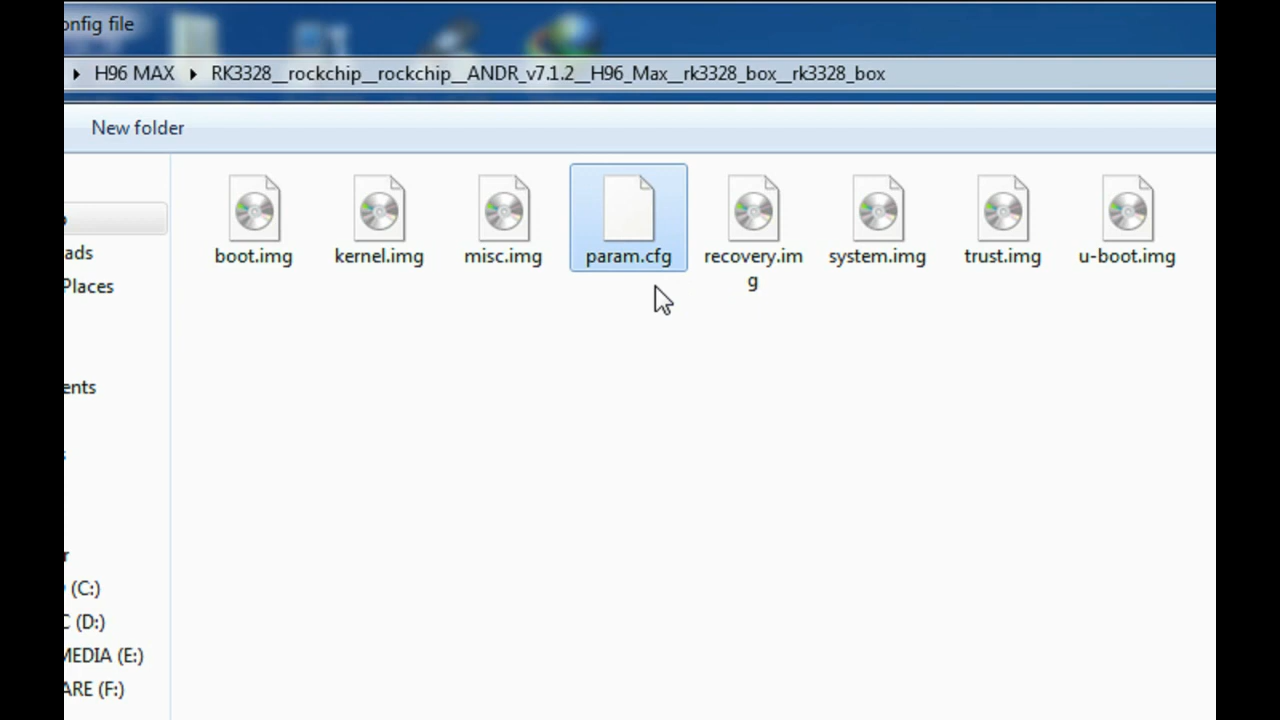 onfig file
H96 MAX RK3328__rockchip__rockchip__ANDR_v7.1.2__H96_Max__rk3328_box__rk3328_box
New folder
boot.img
kernel.img
misc.img
param.cfg
recovery.im
g
system.img
trust.img
u-boot.img
ads
Places
ents
(C:)
C (D:)
MEDIA (E:)
ARE (F:)